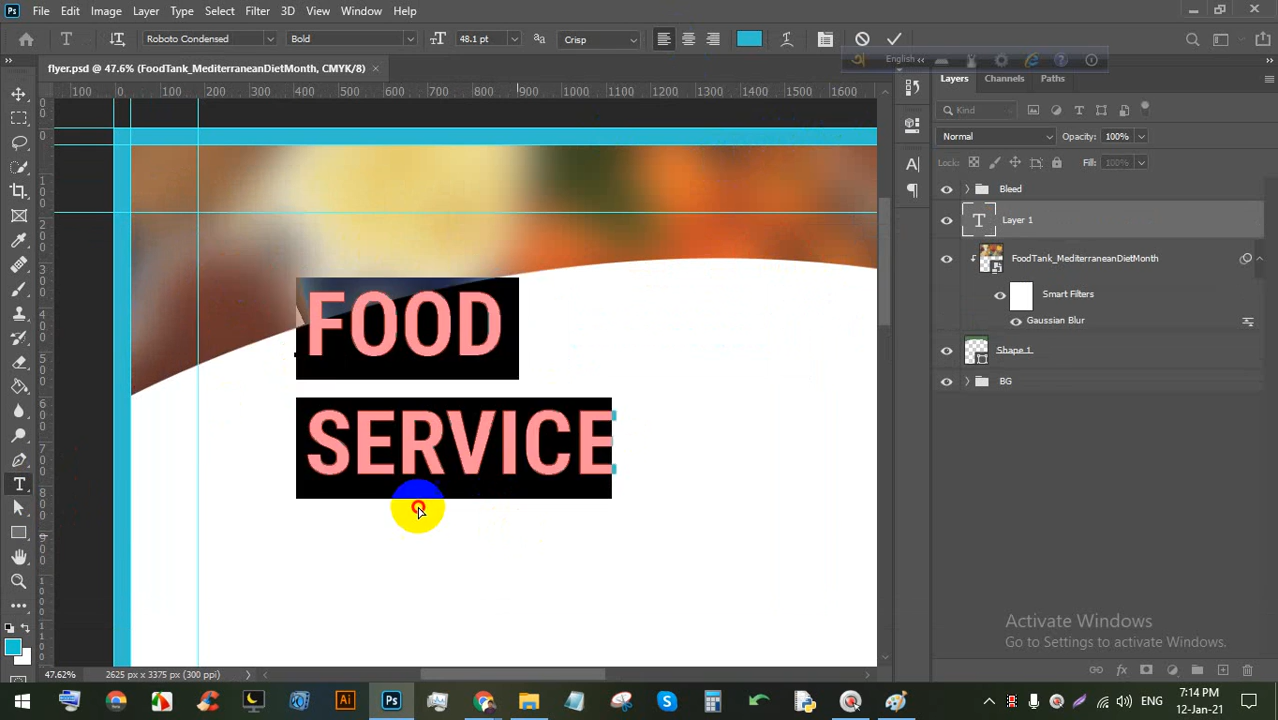 Ps File Edit Image Layer Type Select Filter 3D View Window Help
T Roboto Condensed Bold 48.1 pt Crisp
flyer.psd @ 47.6% (FoodTank_MediterraneanDietMonth, CMYK/8) ×
English
Layers Channels Paths
100 0 100 200 300 400 500 600 700 800 900 1000 1100 1200 1300 1400 1500 1600
Kind
Normal Opacity: 100%
Lock: Fill: 100%
Bleed
T Layer 1
FoodTank_MediterraneanDietMonth
Smart Filters
Gaussian Blur
Shape 1
BG
FOOD
SERVICE
Activate Windows
Go to Settings to activate Windows.
47.62% 2625 px x 3375 px (300 ppi)
Ai Ps ENG 7:14 PM
12-Jan-21